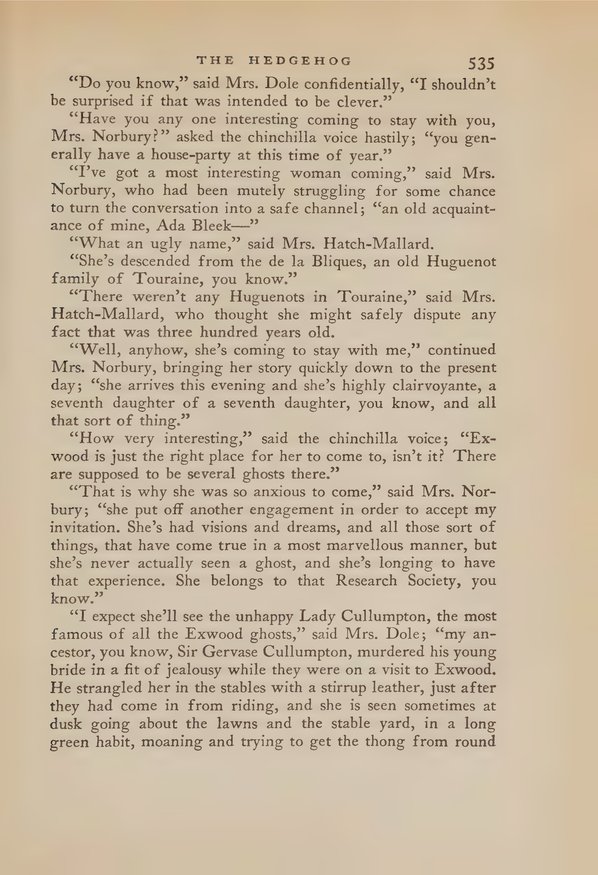 THE HEDGEHOG 535
“Do you know,” said Mrs. Dole confidentially, “I shouldn’t
be surprised if that was intended to be clever.”
“Have you any one interesting coming to stay with you,
Mrs. Norbury?” asked the chinchilla voice hastily; “you gen-
erally have a house-party at this time of year.”
“I’ve got a most interesting woman coming,” said Mrs.
Norbury, who had been mutely struggling for some chance
to turn the conversation into a safe channel; “an old acquaint-
ance of mine, Ada Bleek—”
“What an ugly name,” said Mrs. Hatch-Mallard.
“She’s descended from the de la Bliques, an old Huguenot
family of Touraine, you know.”
“There weren’t any Huguenots in Touraine,” said Mrs.
Hatch-Mallard, who thought she might safely dispute any
fact that was three hundred years old.
“Well, anyhow, she’s coming to stay with me,” continued
Mrs. Norbury, bringing her story quickly down to the present
day; “she arrives this evening and she’s highly clairvoyante, a
seventh daughter of a seventh daughter, you know, and all
that sort of thing.”
“How very interesting,” said the chinchilla voice; “Ex-
wood is just the right place for her to come to, isn’t it? There
are supposed to be several ghosts there.”
“That is why she was so anxious to come,” said Mrs. Nor-
bury; “she put off another engagement in order to accept my
invitation. She’s had visions and dreams, and all those sort of
things, that have come true in a most marvellous manner, but
she’s never actually seen a ghost, and she’s longing to have
that experience. She belongs to that Research Society, you
know.”
“I expect she’ll see the unhappy Lady Cullumpton, the most
famous of all the Exwood ghosts,” said Mrs. Dole; “my an-
cestor, you know, Sir Gervase Cullumpton, murdered his young
bride in a fit of jealousy while they were on a visit to Exwood.
He strangled her in the stables with a stirrup leather, just after
they had come in from riding, and she is seen sometimes at
dusk going about the lawns and the stable yard, in a long
green habit, moaning and trying to get the thong from round